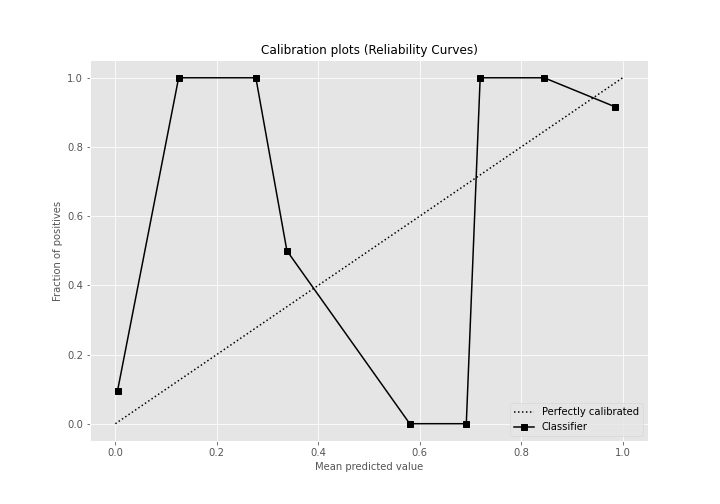 Calibration plots (Reliability Curves)
1.0
0.8
0.6
0.4
0.2
0.0
Fraction of positives
0.0 0.2 0.4 0.6 0.8 1.0
Mean predicted value
Perfectly calibrated
Classifier